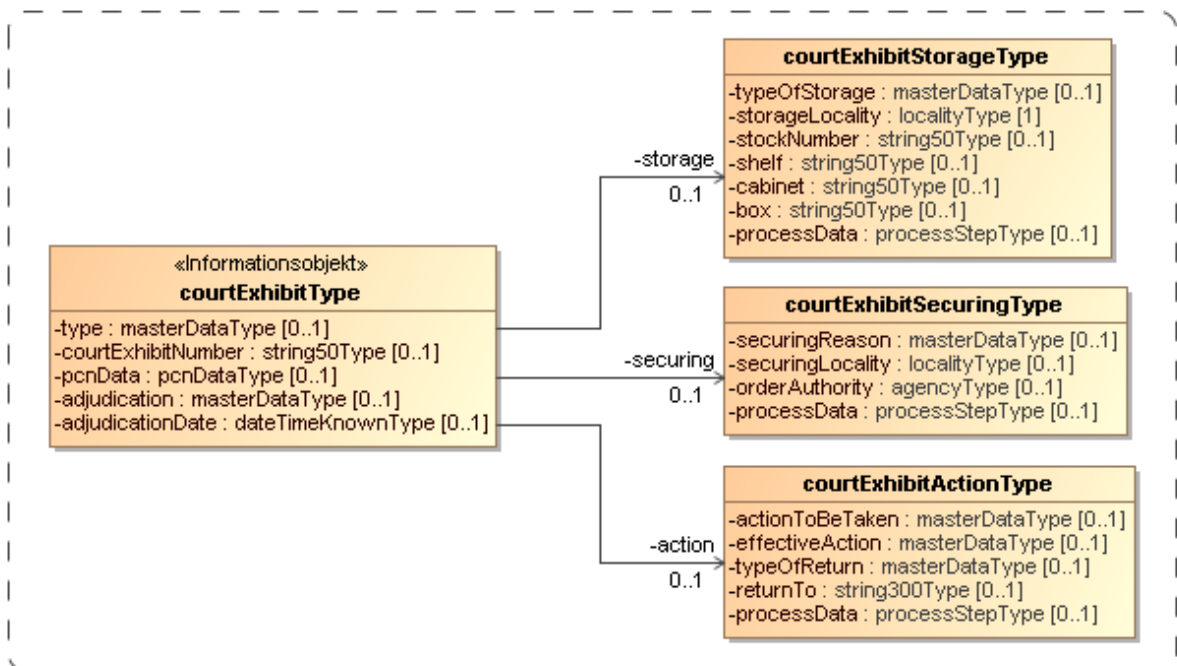 courtExhibitStorageType
-typeOfStorage : masterDataType [0..1]
-storageLocality : localityType [1]
-stockNumber : string50Type [0..1]
-shelf : string50Type [0..1]
-cabinet : string50Type [0..1]
-box : string50Type [0..1]
-processData : processStepType [0..1]
-storage
0..1
«Informationsobjekt»
courtExhibitType
-type : masterDataType [0..1]
-courtExhibitNumber : string50Type [0..1]
-pcnData : pcnDataType [0..1]
-adjudication : masterDataType [0..1]
-adjudicationDate : dateTimeKnownType [0..1]
-securing
0..1
courtExhibitSecuringType
-securingReason : masterDataType [0..1]
-securingLocality : localityType [0..1]
-orderAuthority : agencyType [0..1]
-processData : processStepType [0..1]
-action
0..1
courtExhibitActionType
-actionToBeTaken : masterDataType [0..1]
-effectiveAction : masterDataType [0..1]
-typeOfReturn : masterDataType [0..1]
-returnTo : string300Type [0..1]
-processData : processStepType [0..1]